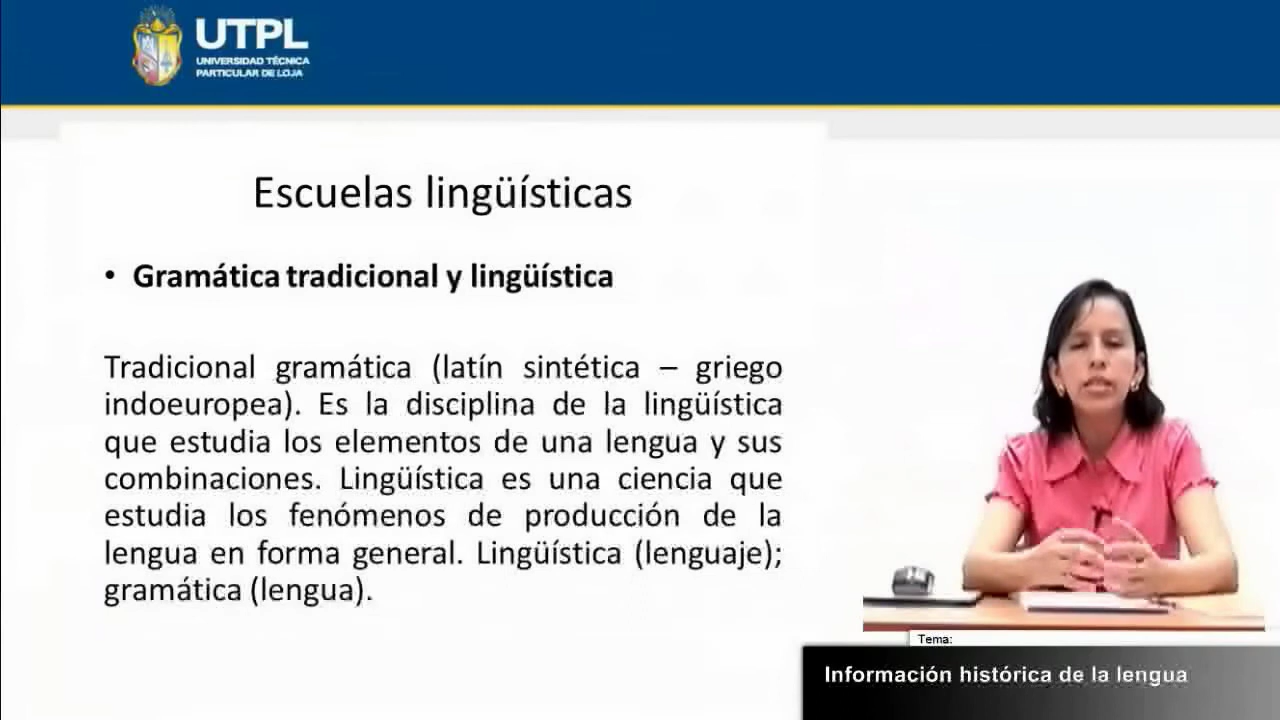 UTPL
UNIVERSIDAD TÉCNICA
PARTICULAR DE LOJA
Escuelas lingüísticas
• Gramática tradicional y lingüística
Tradicional gramática (latín sintética – griego
indoeuropea). Es la disciplina de la lingüística
que estudia los elementos de una lengua y sus
combinaciones. Lingüística es una ciencia que
estudia los fenómenos de producción de la
lengua en forma general. Lingüística (lenguaje);
gramática (lengua).
Tema:
Información histórica de la lengua